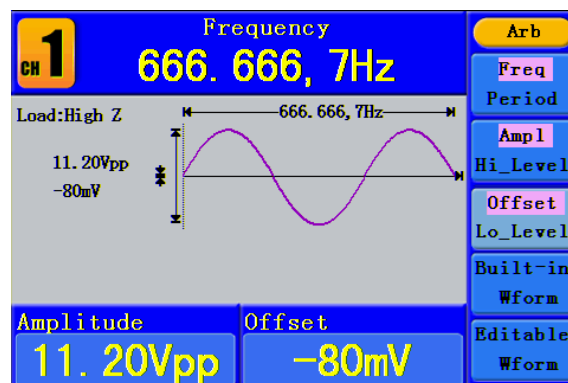 CH 1
Frequency
666.666,7Hz
Load:High Z
666.666,7Hz
11.20Vpp
-80mV
Amplitude
11.20Vpp
Offset
-80mV
Arb
Freq
Period
Ampl
Hi_Level
Offset
Lo_Level
Built-in
Wform
Editable
Wform